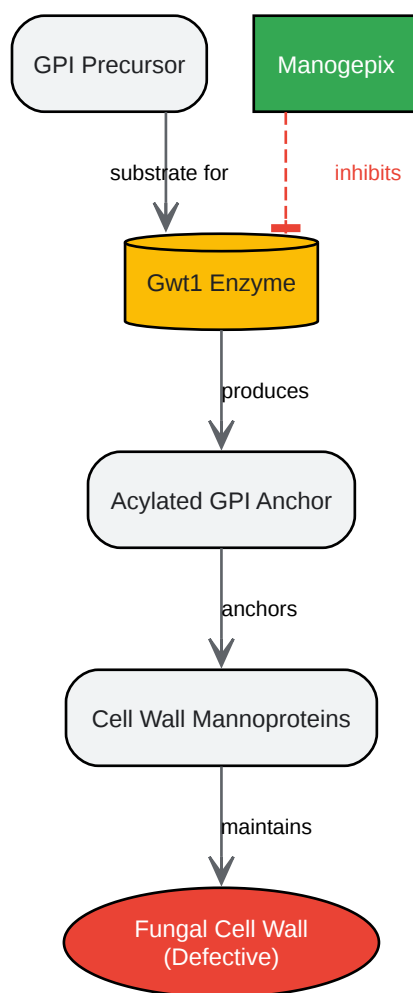 GPI Precursor
Manogepix
substrate for
inhibits
Gwt1 Enzyme
produces
Acylated GPI Anchor
anchors
Cell Wall Mannoproteins
maintains
Fungal Cell Wall
(Defective)